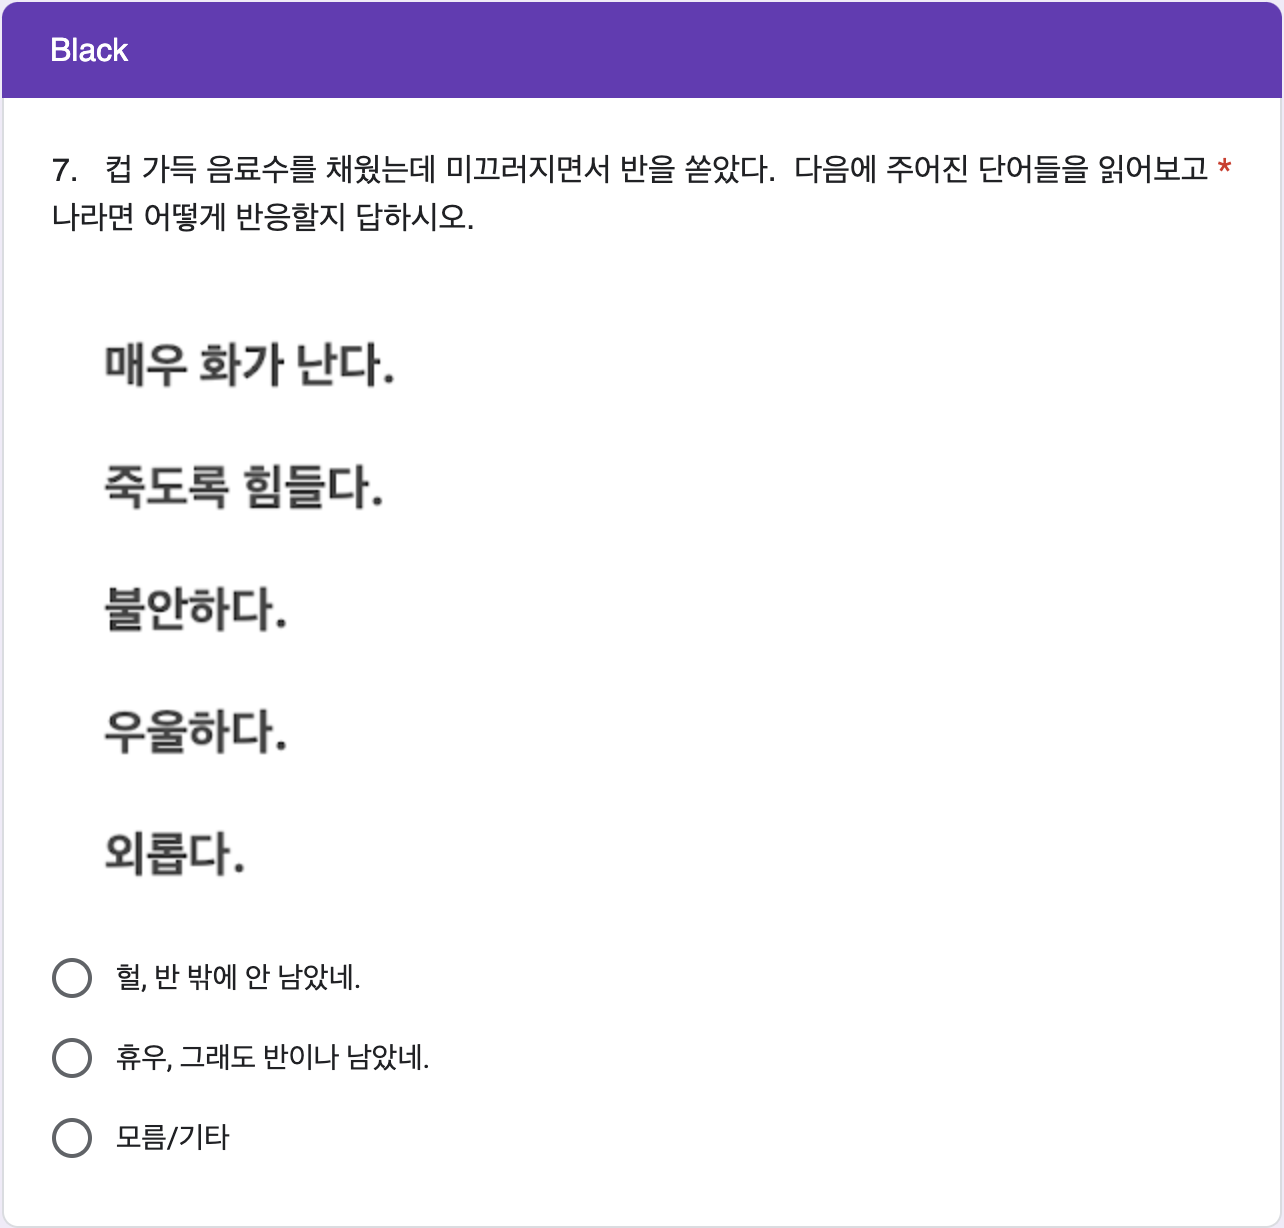 Black
7. 컵 가득 음료수를 채웠는데 미끄러지면서 반을 쏟았다. 다음에 주어진 단어들을 읽어보고 *
나라면 어떻게 반응할지 답하시오.
매우 화가 난다.
죽도록 힘들다.
불안하다.
우울하다.
외롭다.
헐, 반 밖에 안 남았네.
휴우, 그래도 반이나 남았네.
모름/기타